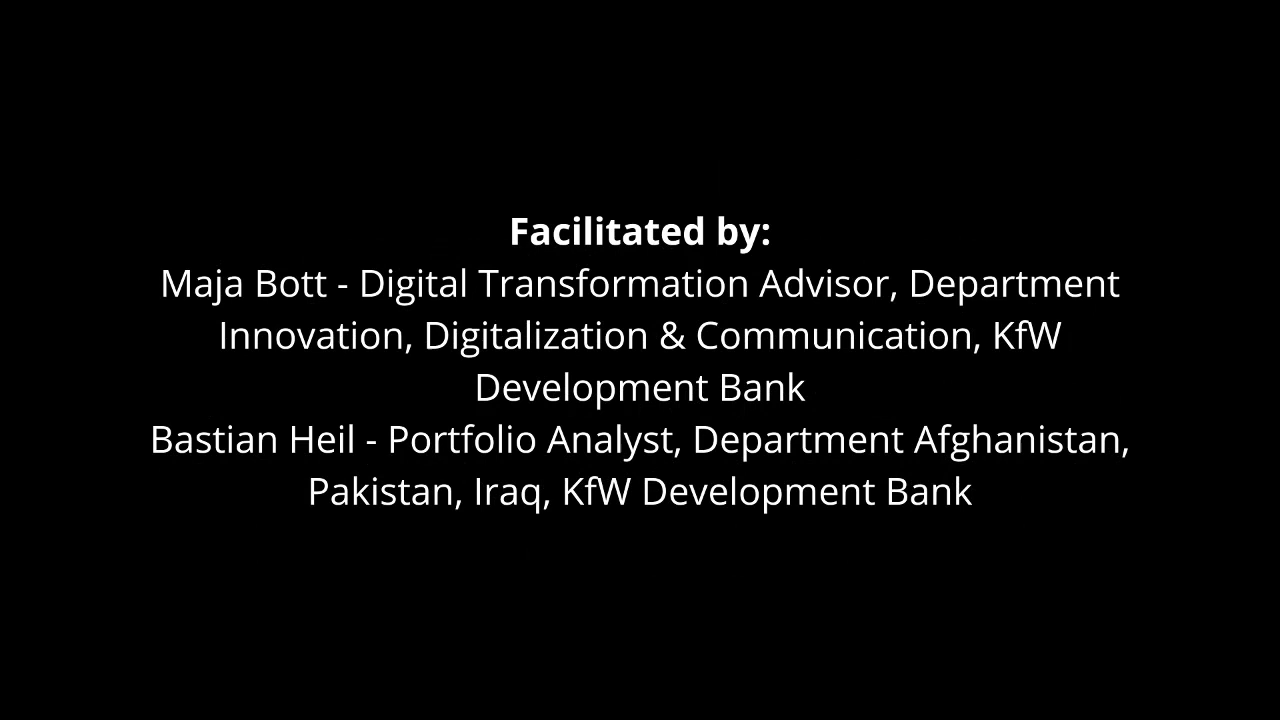 Facilitated by:
Maja Bott - Digital Transformation Advisor, Department
Innovation, Digitalization & Communication, KfW
Development Bank
Bastian Heil - Portfolio Analyst, Department Afghanistan,
Pakistan, Iraq, KfW Development Bank